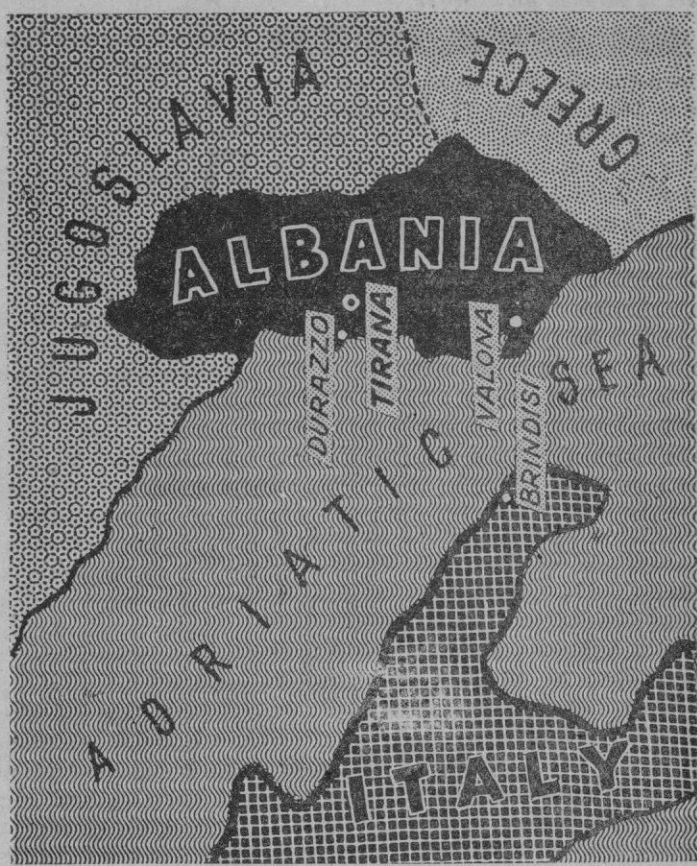 JUGOSLAVIA
GREECE
ALBANIA
DURAZZO
TIRANA
VALONA
BRINDISI
ADRIATIC SEA
ITALY